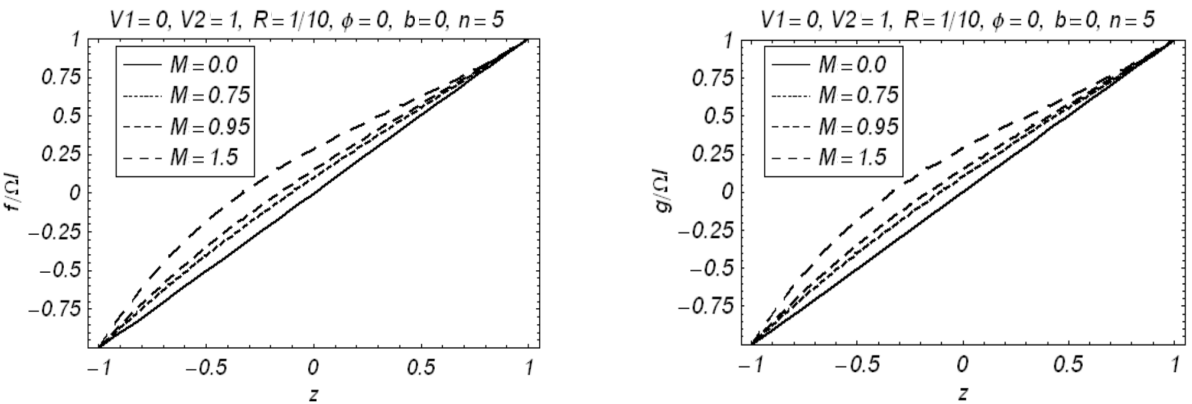 V1=0, V2=1, R=1/10, ϕ=0, b=0, n=5
1
0.75
0.5
0.25
0
−0.25
−0.5
−0.75
f/Ωl
M=0.0
M=0.75
M=0.95
M=1.5
−1 −0.5 0 0.5 1
z
V1=0, V2=1, R=1/10, ϕ=0, b=0, n=5
1
0.75
0.5
0.25
0
−0.25
−0.5
−0.75
g/Ωl
M=0.0
M=0.75
M=0.95
M=1.5
−1 −0.5 0 0.5 1
z